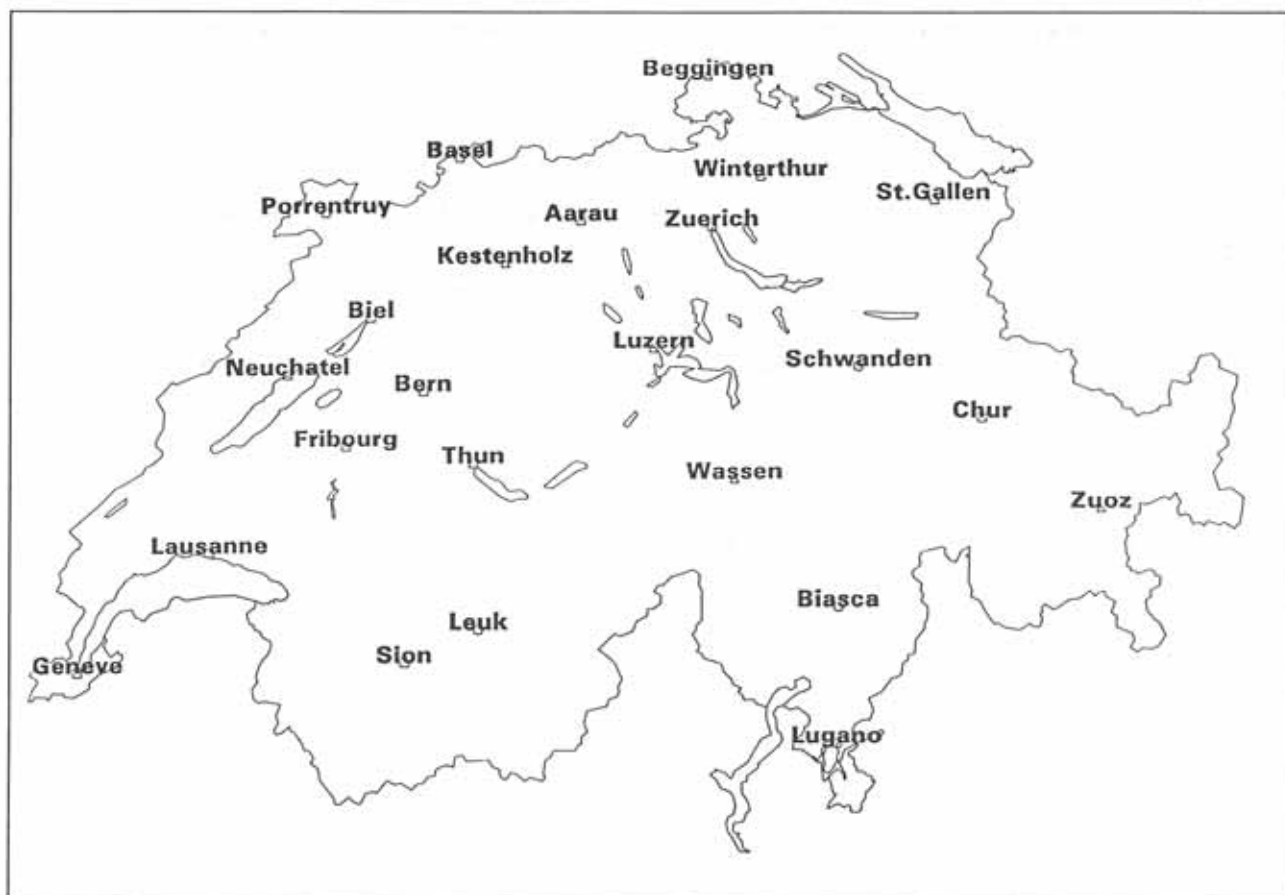 Beggingen
Basel
Winterthur
St.Gallen
Porrentruy
Aarau
Zuerich
Kestenholz
Biel
Luzern
Neuchatel
Schwanden
Bern
Chur
Fribourg
Thun
Wassen
Zuoz
Lausanne
Biasca
Leuk
Sion
Geneve
Lugano